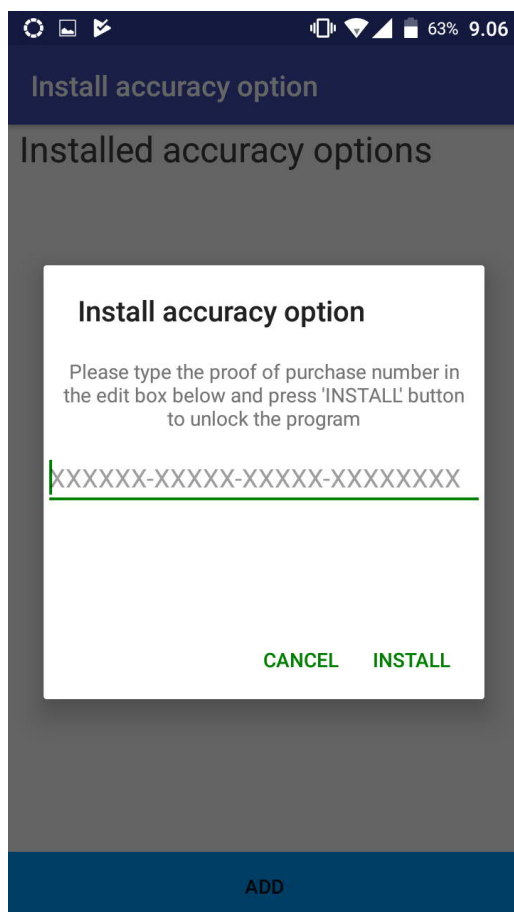 63% 9.06
Install accuracy option
Installed accuracy options
Install accuracy option
Please type the proof of purchase number in
the edit box below and press 'INSTALL' button
to unlock the program
XXXXXX-XXXXX-XXXXX-XXXXXXXX
CANCEL INSTALL
ADD